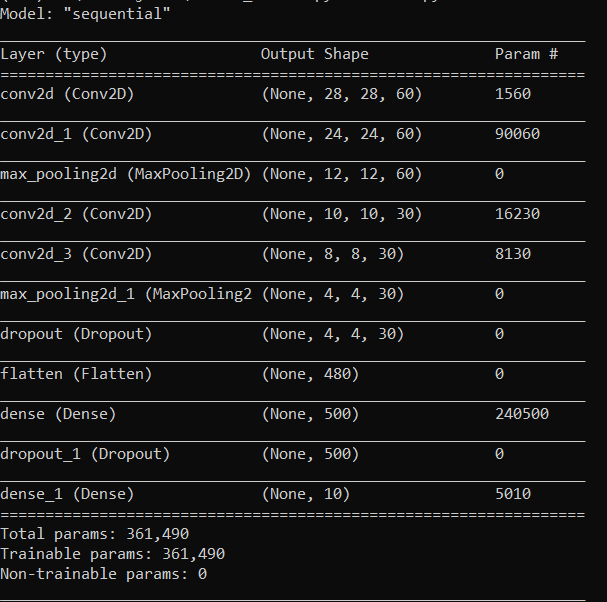 Model: "sequential"
Layer (type) Output Shape Param #
=================================================================
conv2d (Conv2D) (None, 28, 28, 60) 1560
conv2d_1 (Conv2D) (None, 24, 24, 60) 90060
max_pooling2d (MaxPooling2D) (None, 12, 12, 60) 0
conv2d_2 (Conv2D) (None, 10, 10, 30) 16230
conv2d_3 (Conv2D) (None, 8, 8, 30) 8130
max_pooling2d_1 (MaxPooling2 (None, 4, 4, 30) 0
dropout (Dropout) (None, 4, 4, 30) 0
flatten (Flatten) (None, 480) 0
dense (Dense) (None, 500) 240500
dropout_1 (Dropout) (None, 500) 0
dense_1 (Dense) (None, 10) 5010
=================================================================
Total params: 361,490
Trainable params: 361,490
Non-trainable params: 0